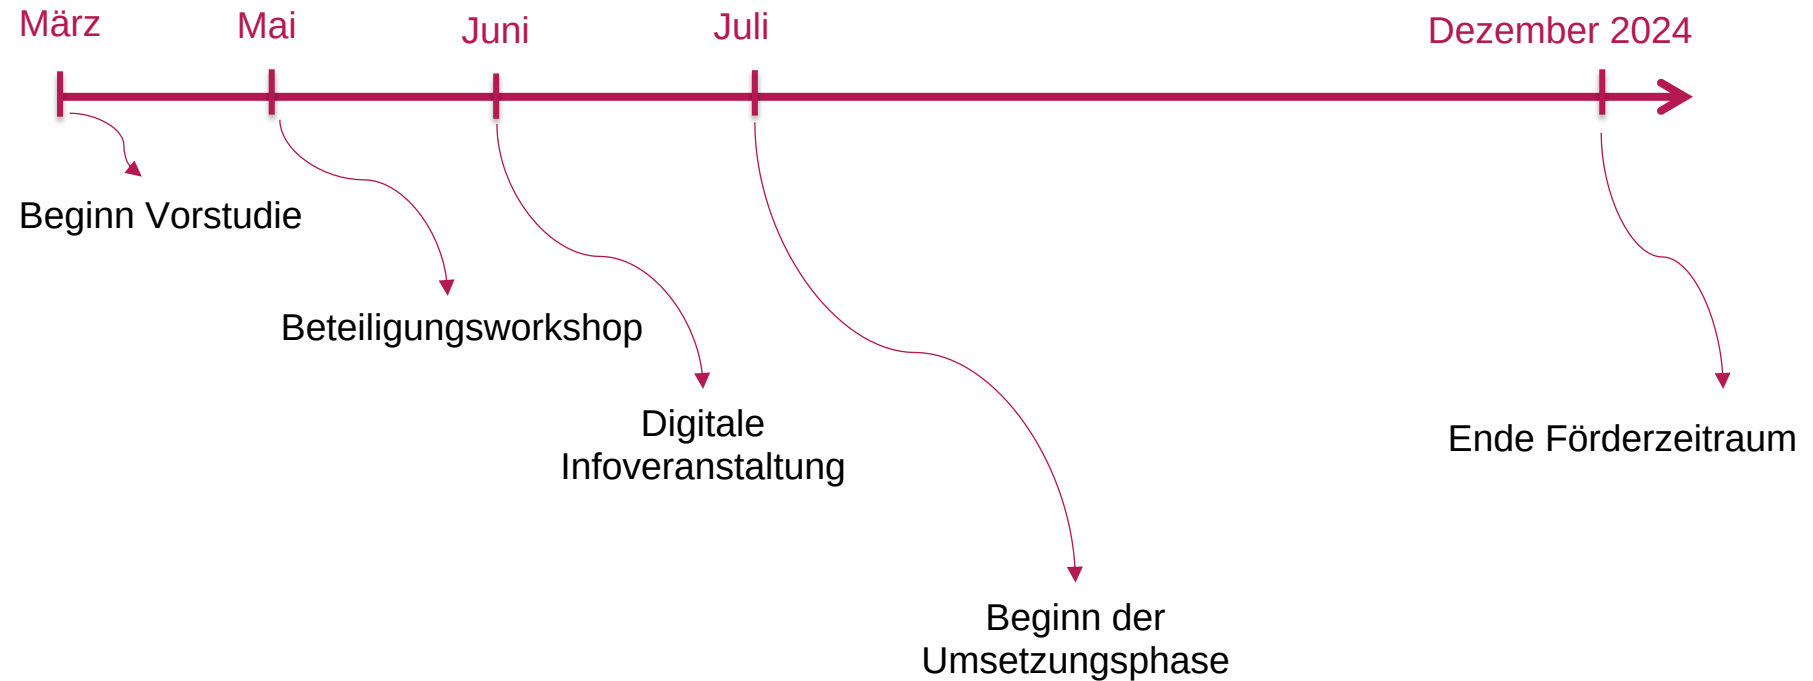 März
Mai
Juni
Juli
Dezember 2024
Beginn Vorstudie
Beteiligungsworkshop
Digitale
Infoveranstaltung
Ende Förderzeitraum
Beginn der
Umsetzungsphase